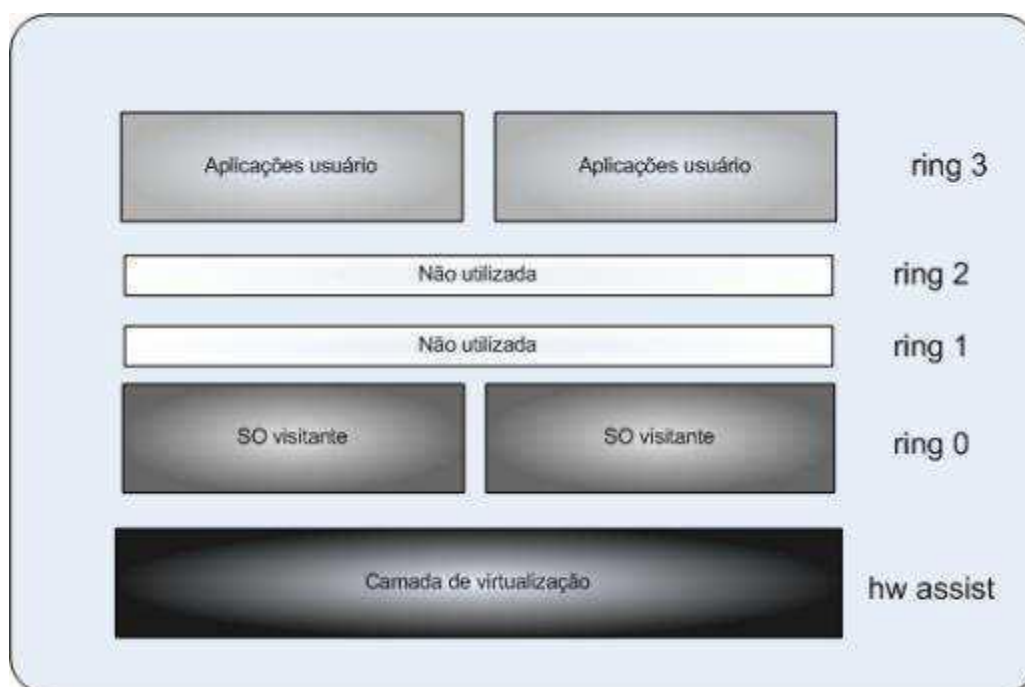 Aplicações usuário Aplicações usuário ring 3
Não utilizada ring 2
Não utilizada ring 1
SO visitante SO visitante ring 0
Camada de virtualização hw assist